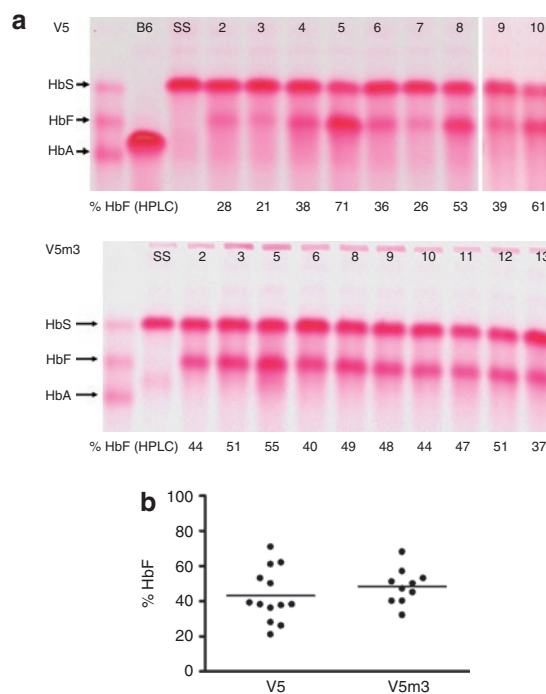 a
V5 B6 SS 2 3 4 5 6 7 8 9 10
HbS
HbF
HbA
% HbF (HPLC) 28 21 38 71 36 26 53 39 61
V5m3 SS 2 3 5 6 8 9 10 11 12 13
HbS
HbF
HbA
% HbF (HPLC) 44 51 55 40 49 48 44 47 51 37
b
100
80
60
40
20
0
% HbF
V5 V5m3